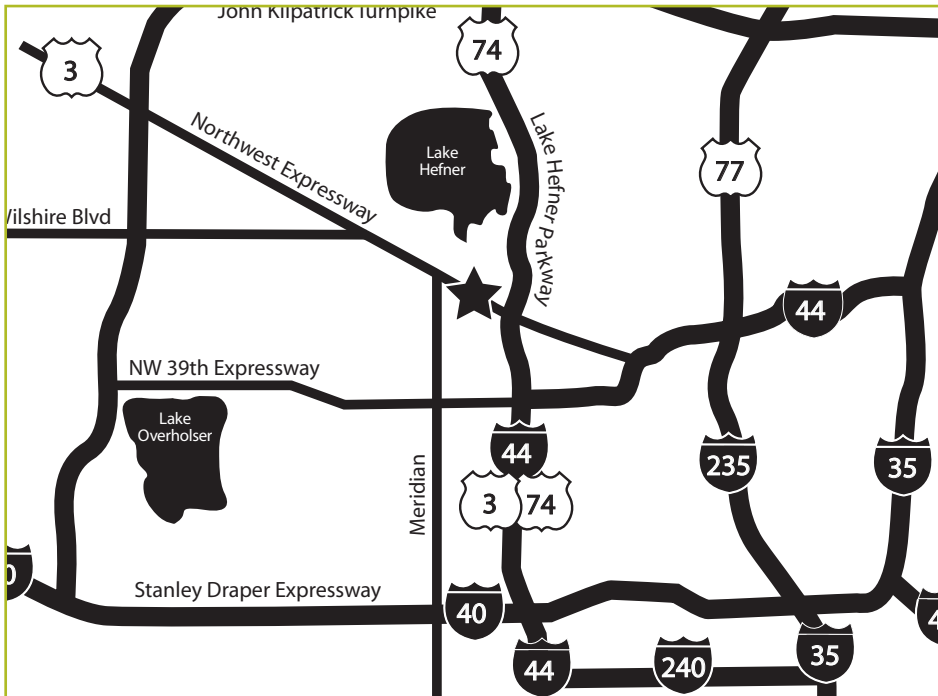 John Kilpatrick Turnpike
74
3
Northwest Expressway
Lake
Hefner
Lake Hefner Parkway
77
Wilshire Blvd
44
NW 39th Expressway
Lake
Overholser
44
235
35
Meridian
3
74
Stanley Draper Expressway
40
44
240
35